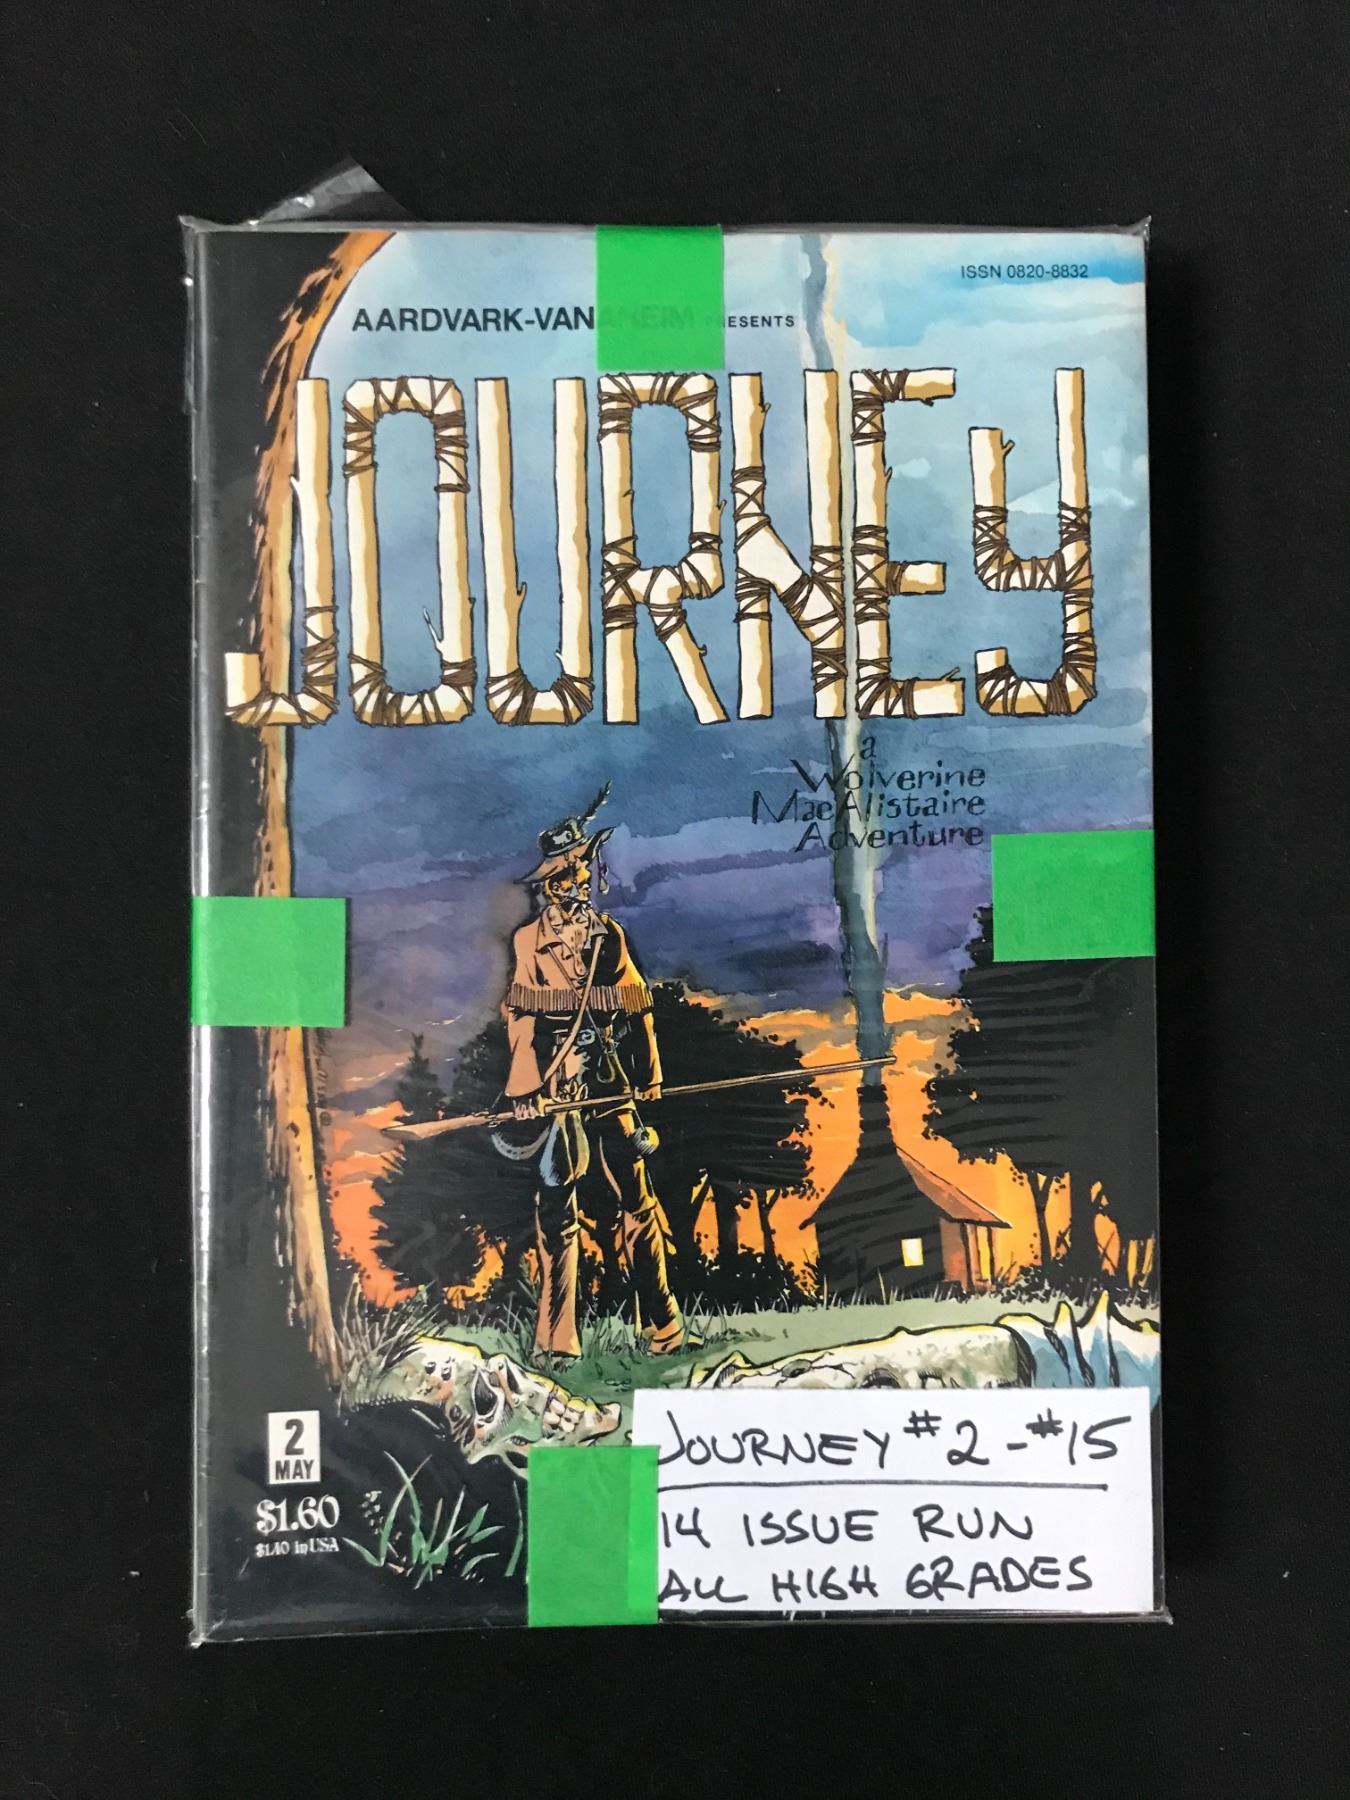 ISSN 0820-8832
AARDVARK-VANAHEIM PRESENTS
JOURNEY
a
Wolverine
MacAlistaire
Adventure
2
MAY
$1.60
$1.40 in USA
JOURNEY #2-#15
14 ISSUE RUN
ALL HIGH GRADES